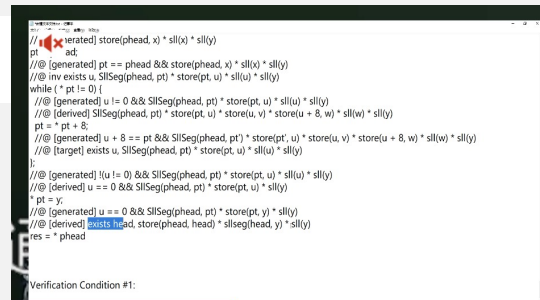 //   nerated] store(phead, x) * sll(x) * sll(y)
pt   ad;
//@ [generated] pt == phead && store(phead, x) * sll(x) * sll(y)
//@ inv exists u, SllSeg(phead, pt) * store(pt, u) * sll(u) * sll(y)
while ( * pt != 0) {
//@ [generated] u != 0 && SllSeg(phead, pt) * store(pt, u) * sll(u) * sll(y)
//@ [derived] SllSeg(phead, pt) * store(pt, u) * store(u, v) * store(u + 8, w) * sll(w) * sll(y)
pt = * pt + 8;
//@ [generated] u + 8 == pt && SllSeg(phead, pt') * store(pt', u) * store(u, v) * store(u + 8, w) * sll(w) * sll(y)
//@ [target] exists u, SllSeg(phead, pt) * store(pt, u) * sll(u) * sll(y)
};
//@ [generated] !(u != 0) && SllSeg(phead, pt) * store(pt, u) * sll(u) * sll(y)
//@ [derived] u == 0 && SllSeg(phead, pt) * store(pt, u) * sll(y)
* pt = y;
//@ [generated] u == 0 && SllSeg(phead, pt) * store(pt, y) * sll(y)
//@ [derived] exists head, store(phead, head) * sllseg(head, y) * sll(y)
res = * phead
Verification Condition #1: